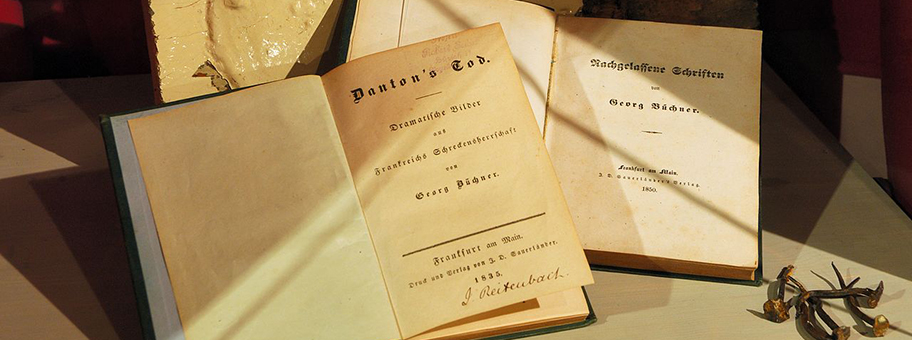 Danton's Tod.
Dramatische Bilder
aus
Frankreichs Schreckensherrschaft
von
Georg Büchner.
Frankfurt am Main.
Druck und Verlag von J. D. Sauerländer.
1835.
J. Reitenbach.
Nachgelassene Schriften
von
Georg Büchner.
Frankfurt am Main.
J. D. Sauerländer's Verlag.
1850.